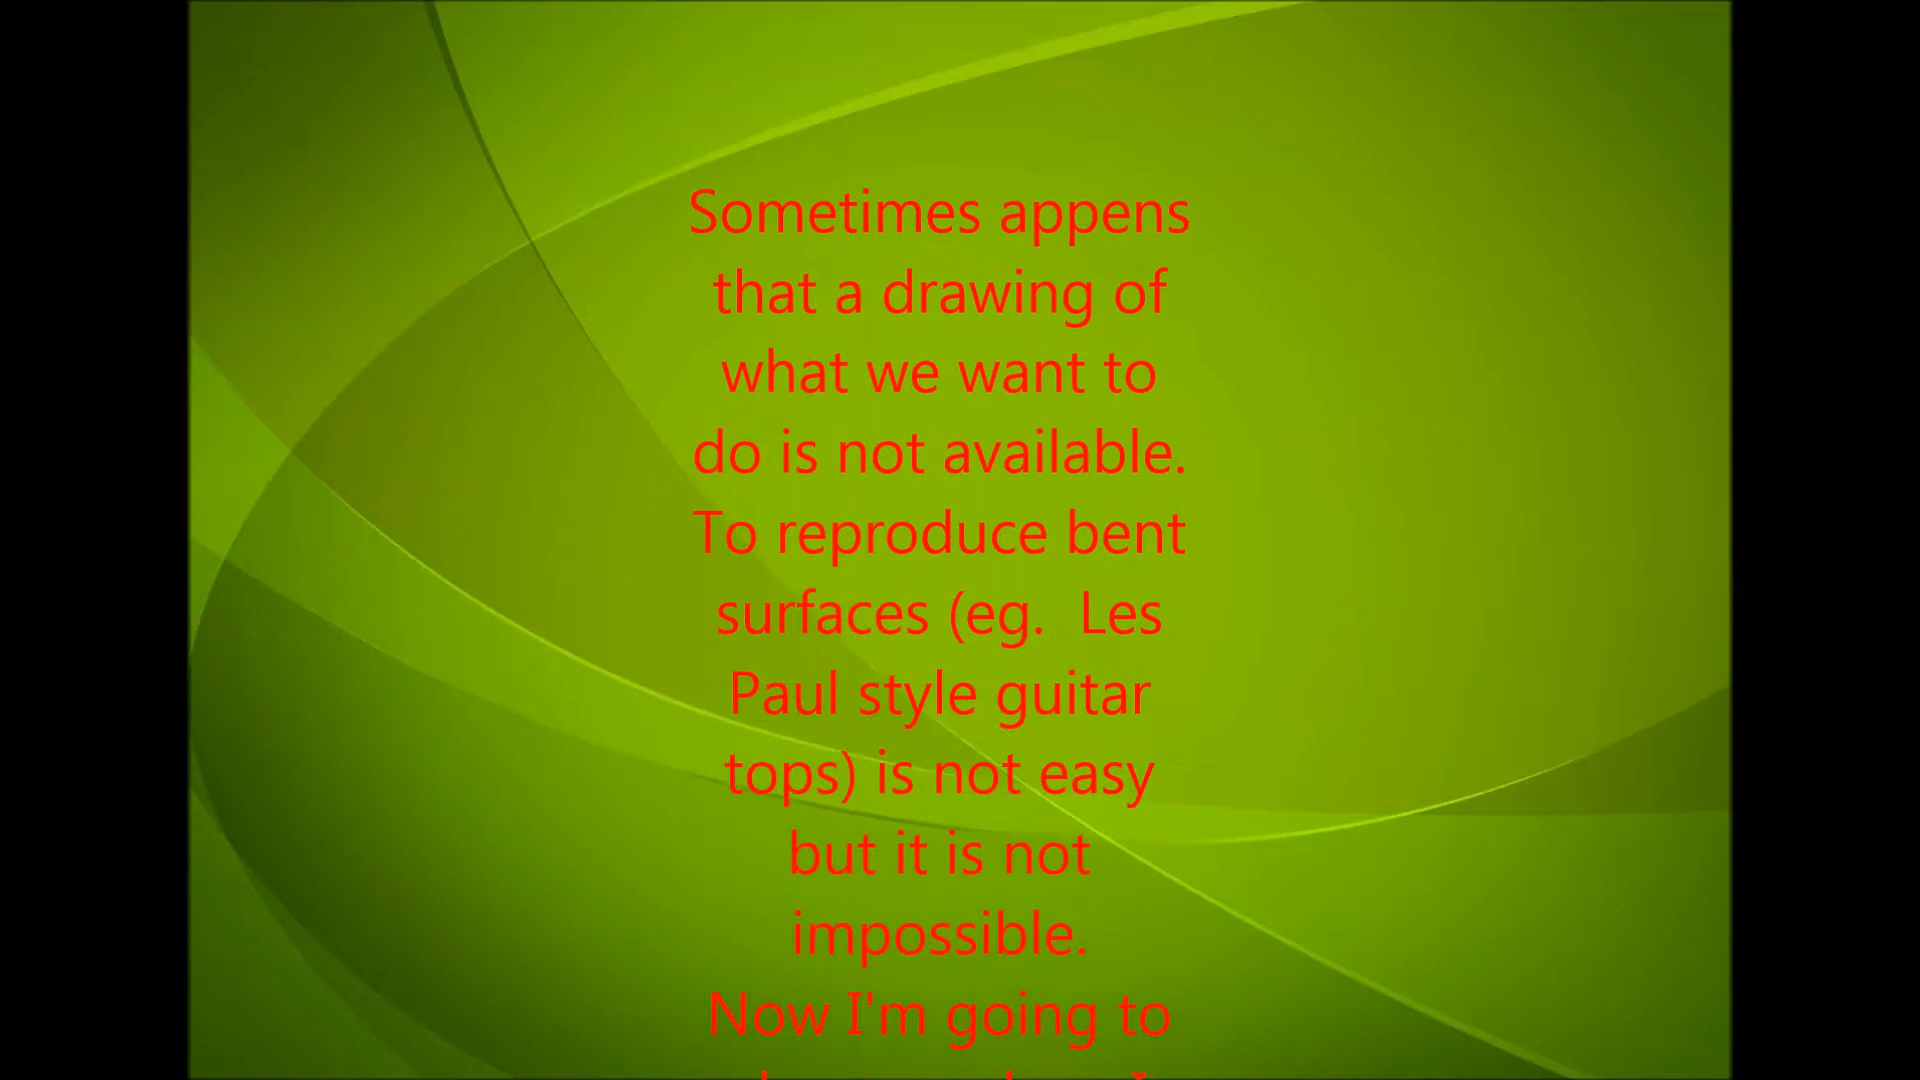 Sometimes appens
that a drawing of
what we want to
do is not available.
To reproduce bent
surfaces (eg.  Les
Paul style guitar
tops) is not easy
but it is not
impossible.
Now I'm going to